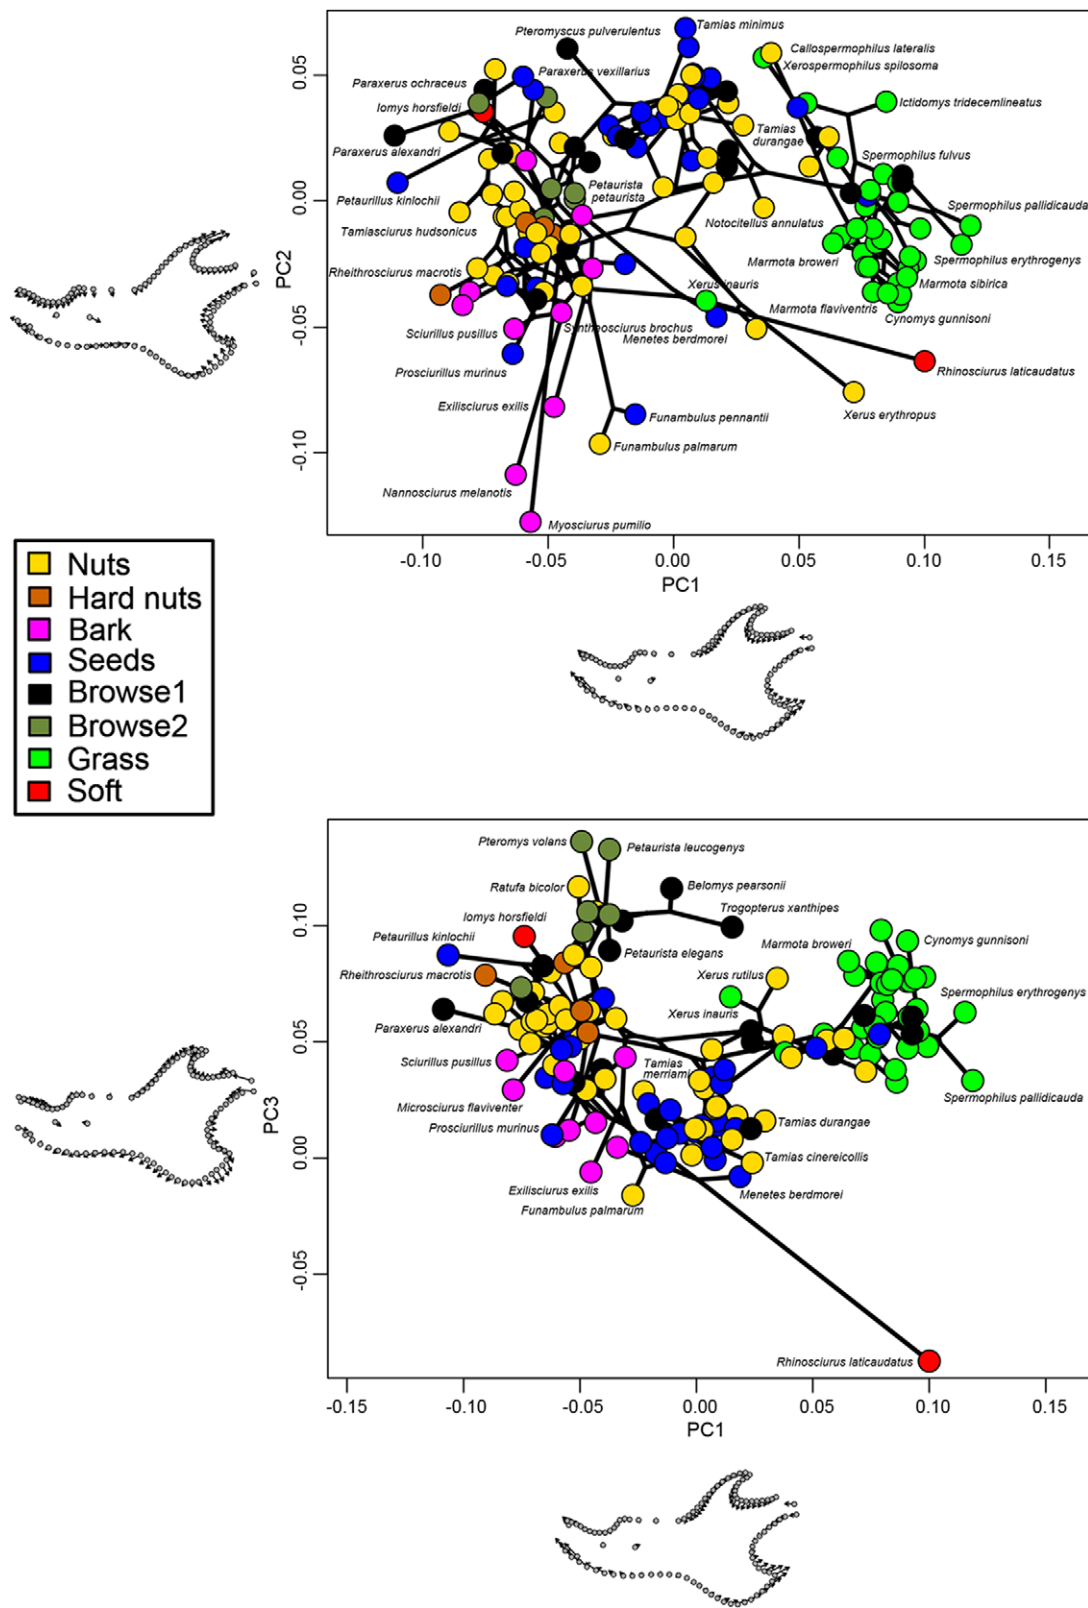 Pteromyscus pulverulentus
Tamias minimus
Callospermophilus lateralis
Xerospermophilus spilosoma
Paraxerus ochraceus
Paraxerus vexillarius
Iomys horsfieldi
Ictidomys tridecemlineatus
Tamias
durangae
Paraxerus alexandri
Spermophilus fulvus
Petaurista
petaurista
Petaurillus kinlochii
Spermophilus pallidicauda
Notocitellus annulatus
Tamiasciurus hudsonicus
Marmota broweri
Spermophilus erythrogenys
Rheithrosciurus macrotis
Xerus inauris
Marmota sibirica
Marmota flaviventris
Cynomys gunnisoni
Sciurillus pusillus
Syntheosciurus brochus
Menetes berdmorei
Prosciurillus murinus
Rhinosciurus laticaudatus
Exilisciurus exilis
Funambulus pennantii
Xerus erythropus
Funambulus palmarum
Nannosciurus melanotis
Myosciurus pumilio
0.05
0.00
-0.05
-0.10
PC2
-0.10
-0.05
0.00
0.05
0.10
0.15
PC1
Nuts
Hard nuts
Bark
Seeds
Browse1
Browse2
Grass
Soft
Pteromys volans
Petaurista leucogenys
Ratufa bicolor
Belomys pearsonii
Iomys horsfieldi
Trogopterus xanthipes
Petaurillus kinlochii
Petaurista elegans
Marmota broweri
Cynomys gunnisoni
Rheithrosciurus macrotis
Xerus rutilus
Spermophilus erythrogenys
Paraxerus alexandri
Xerus inauris
Sciurillus pusillus
Tamias
merriami
Spermophilus pallidicauda
Microsciurus flaviventer
Prosciurillus murinus
Tamias durangae
Tamias cinereicollis
Exilisciurus exilis
Menetes berdmorei
Funambulus palmarum
Rhinosciurus laticaudatus
0.10
0.05
0.00
-0.05
PC3
-0.15
-0.10
-0.05
0.00
0.05
0.10
0.15
PC1